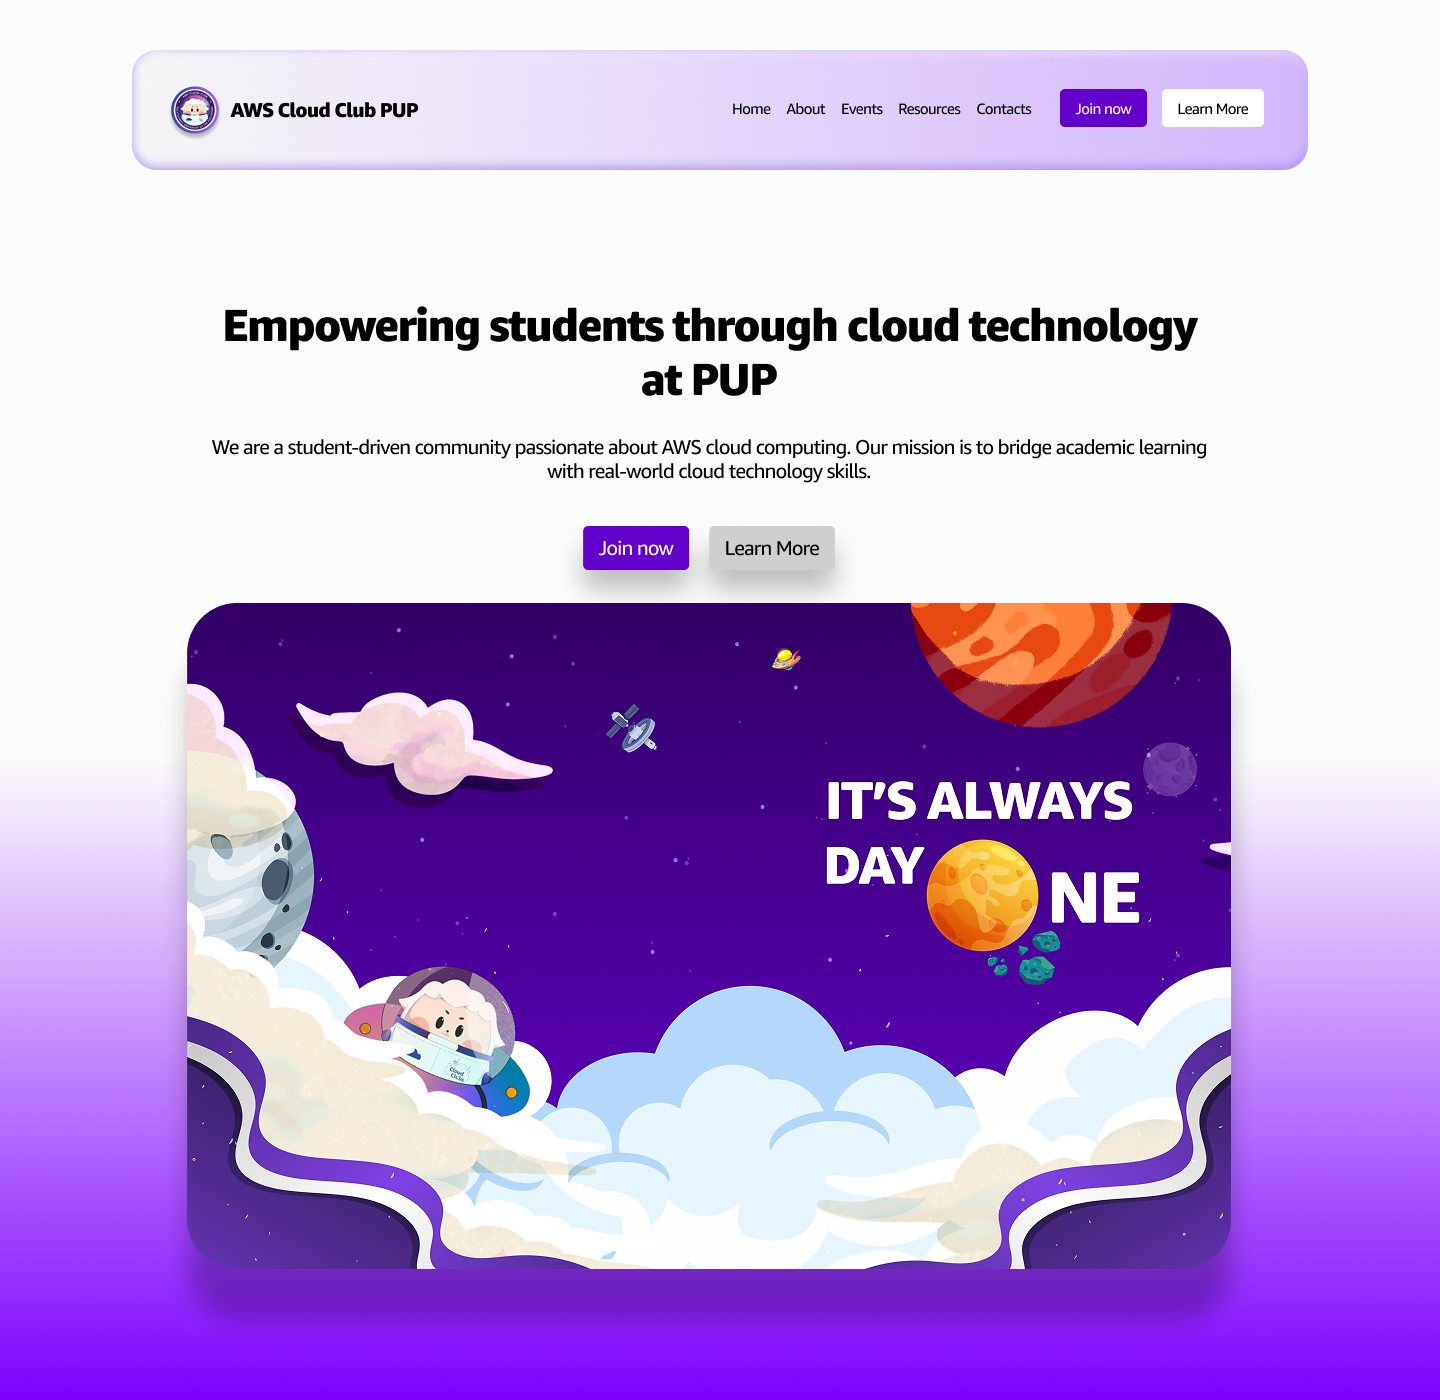 AWS Cloud Club PUP
Home About Events Resources Contacts Join now Learn More
Empowering students through cloud technology
at PUP
We are a student-driven community passionate about AWS cloud computing. Our mission is to bridge academic learning
with real-world cloud technology skills.
Join now Learn More
IT’S ALWAYS
DAY NE
Cloud